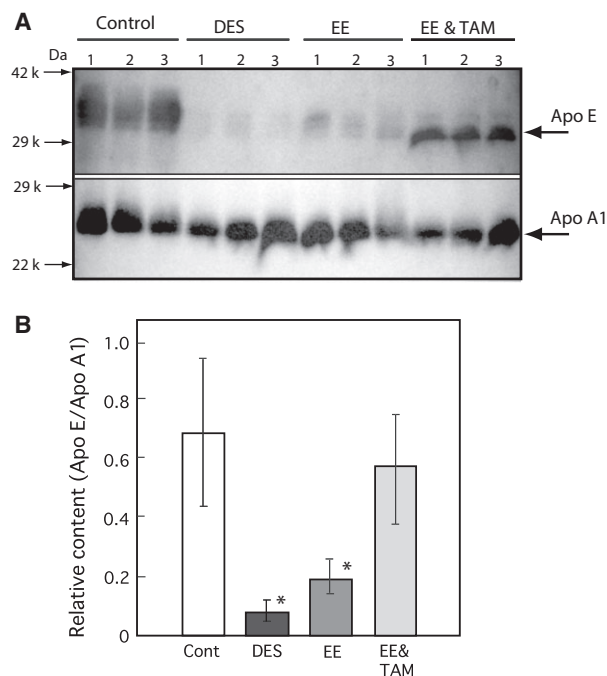 A
Control DES EE EE & TAM
Da 1 2 3 1 2 3 1 2 3 1 2 3
42 k
Apo E
29 k
29 k
Apo A1
22 k
B
Relative content (Apo E/Apo A1)
1.0
0.8
0.6
0.4
0.2
0
*
*
Cont DES EE EE&
TAM